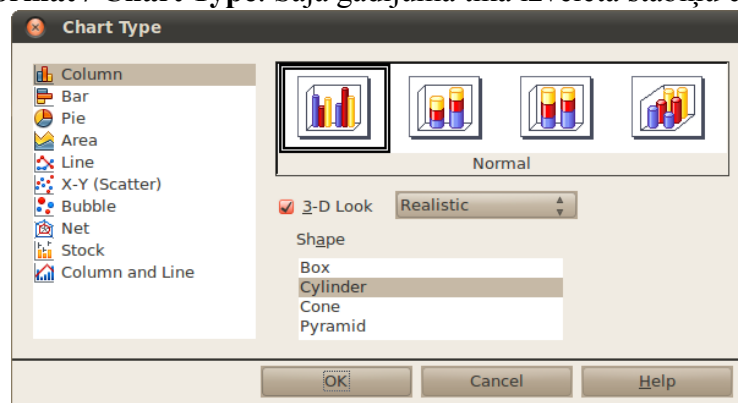 Chart Type
Column
Bar
Pie
Area
Line
X-Y (Scatter)
Bubble
Net
Stock
Column and Line
Normal
3-D Look
Realistic
Shape
Box
Cylinder
Cone
Pyramid
OK
Cancel
Help